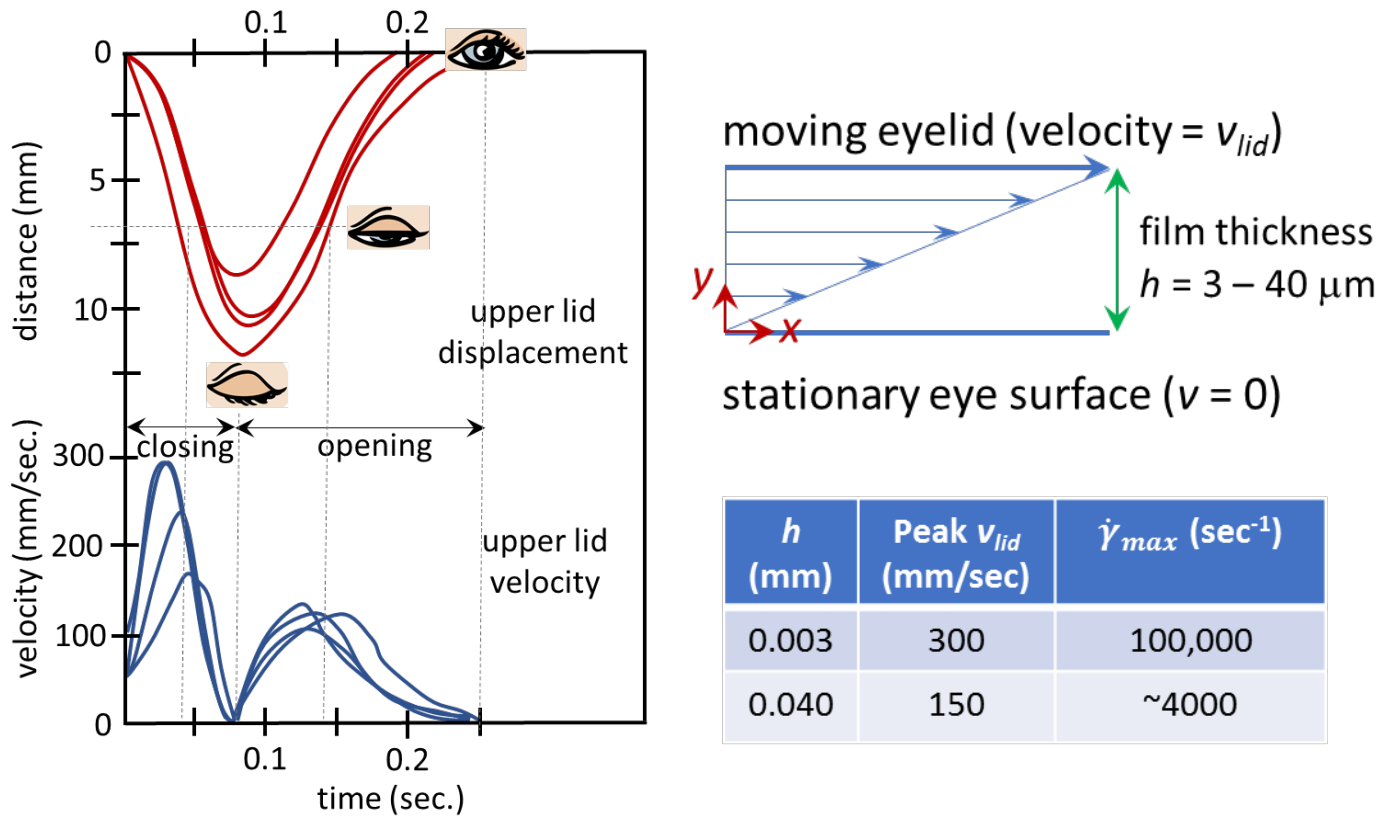 0.1 0.2
0
5
10
distance (mm)
upper lid
displacement
closing
opening
300
200
100
0
velocity (mm/sec.)
upper lid
velocity
0.1 0.2
time (sec.)
moving eyelid (velocity = v_lid)
y
x
film thickness
h = 3 – 40 μm
stationary eye surface (v = 0)
h
(mm)
Peak v_lid
(mm/sec)
γ̇_max (sec⁻¹)
0.003 300 100,000
0.040 150 ~4000